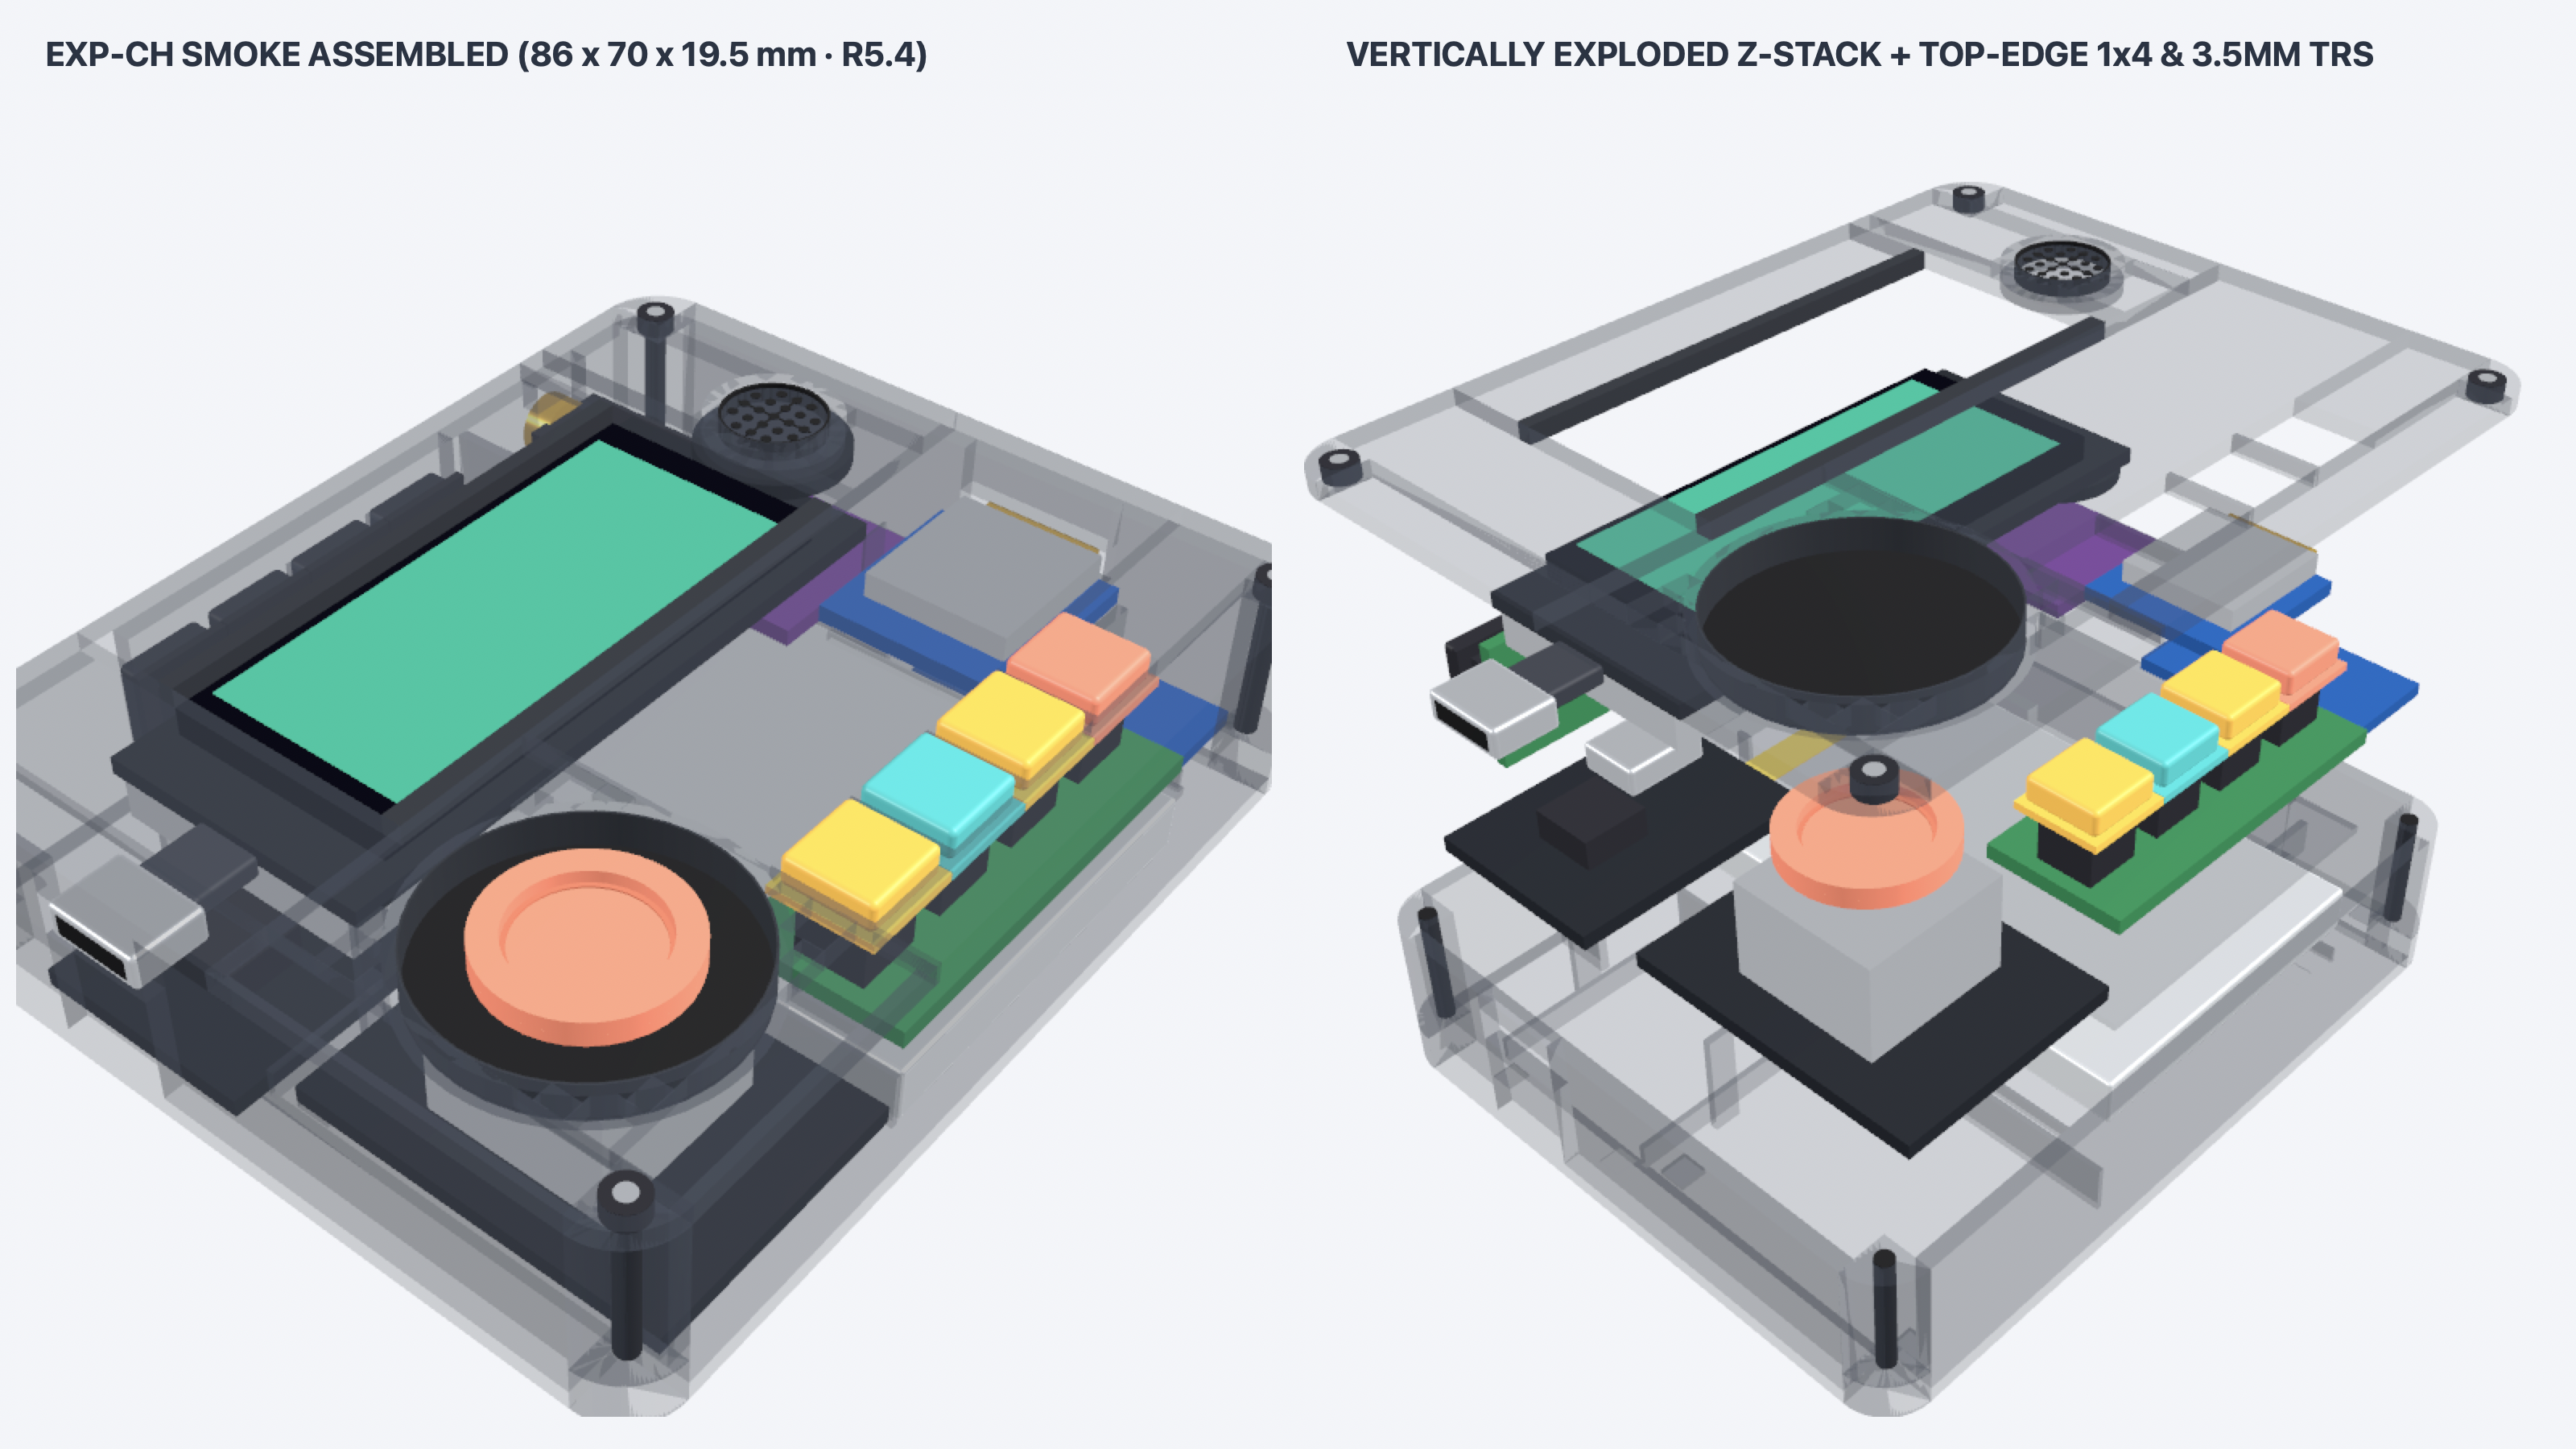 EXP-CH SMOKE ASSEMBLED (86 x 70 x 19.5 mm · R5.4)
VERTICALLY EXPLODED Z-STACK + TOP-EDGE 1x4 & 3.5MM TRS